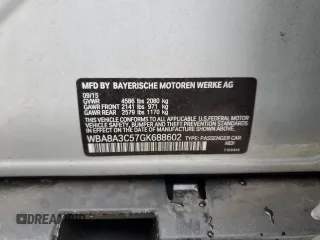 MFD BY BAYERISCHE MOTOREN WERKE AG
09/15
GVWR 4586 lbs 2080 kg
GAWR FRONT 2141 lbs 971 kg
GAWR REAR 2579 lbs 1170 kg
THIS VEHICLE CONFORMS TO ALL APPLICABLE FEDERAL MOTOR VEHICLE SAFETY, BUMPER, AND THEFT PREVENTION STANDARDS IN EFFECT ON THE DATE OF MANUFACTURE SHOWN ABOVE.
WBA8A3C57GK688602 TYPE: PASSENGER CAR
MEDI
AUTOHISTORY